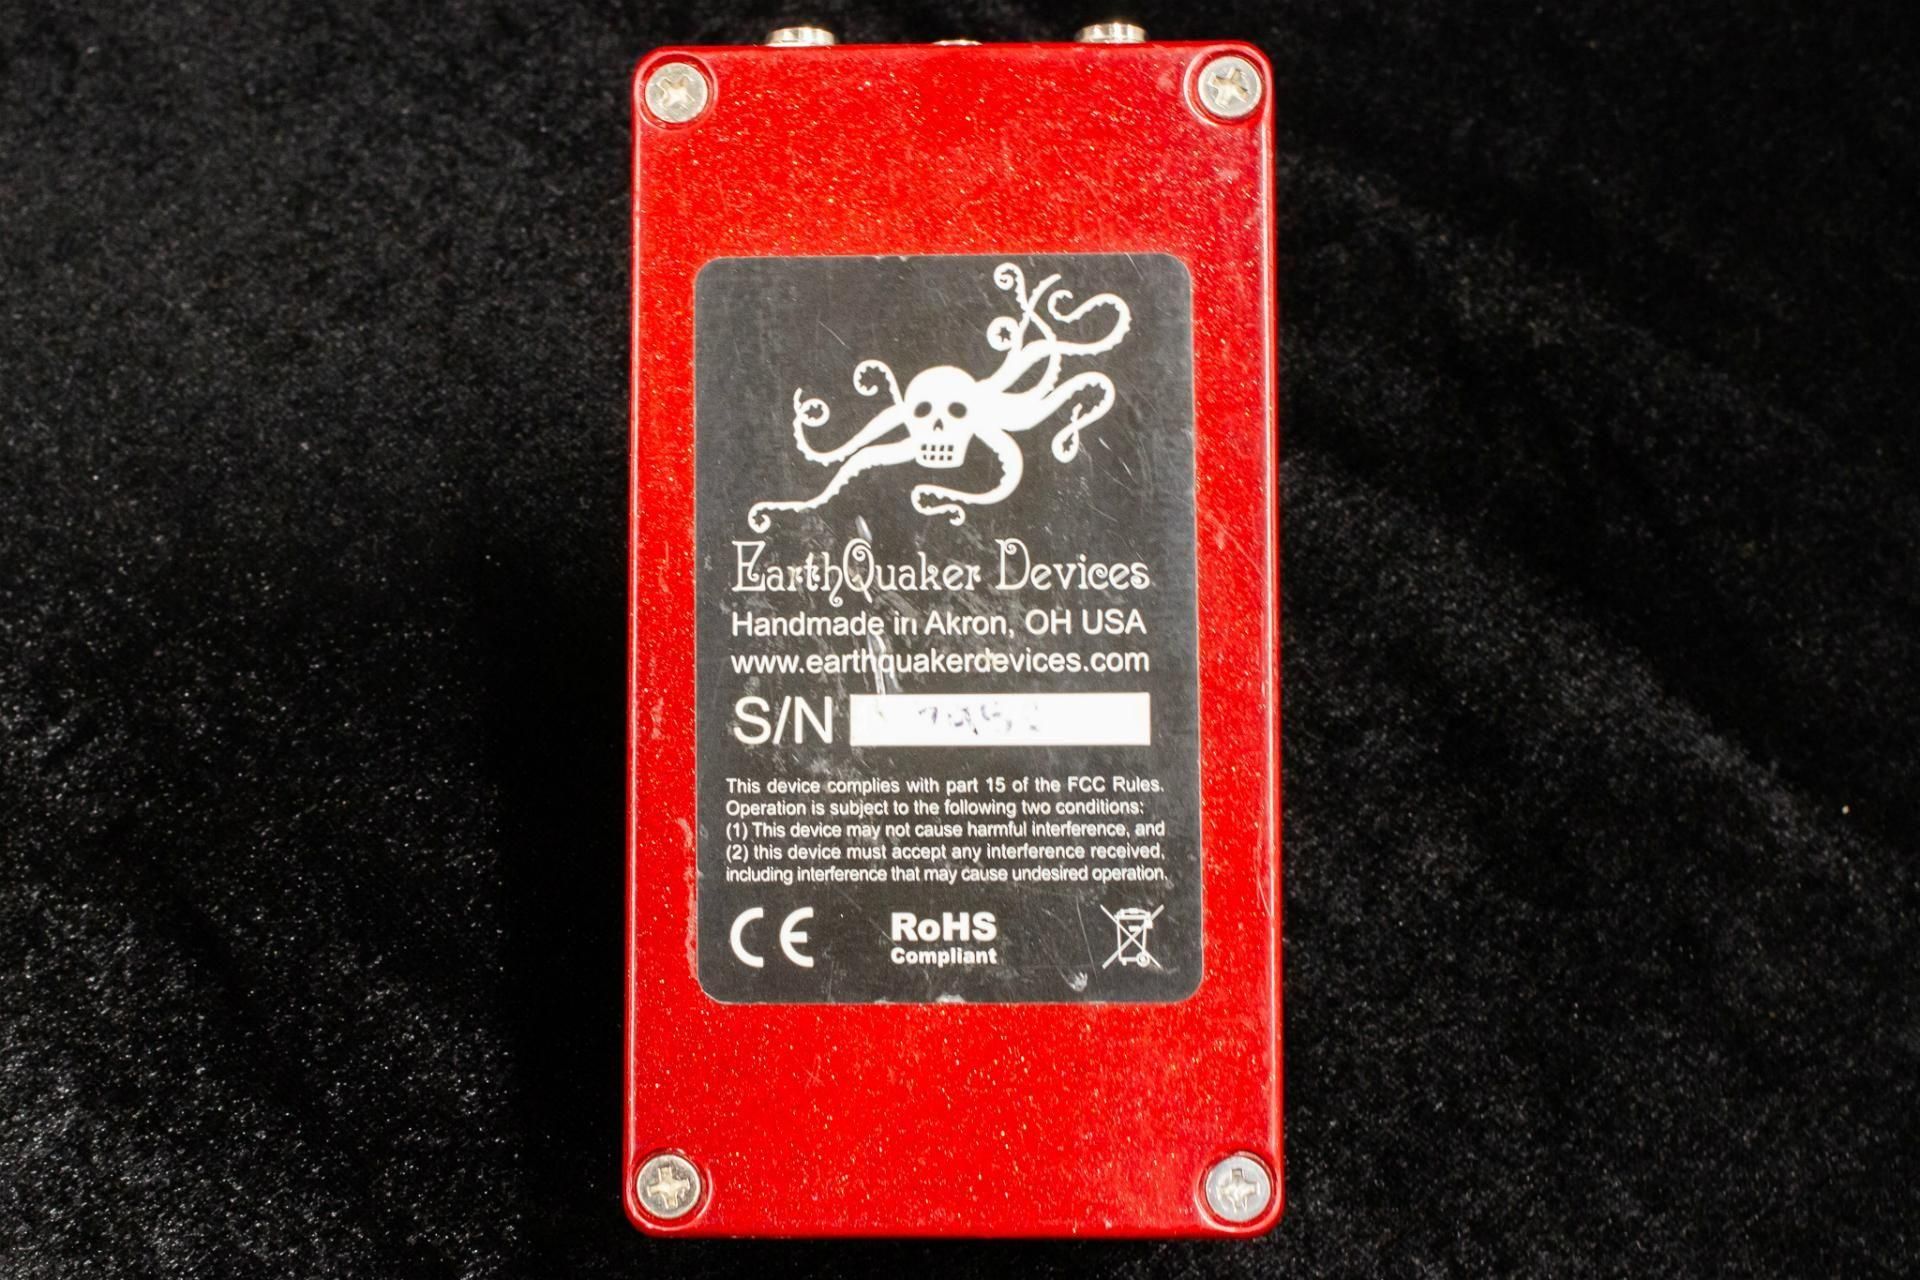 EarthQuaker Devices
Handmade in Akron, OH USA
www.earthquakerdevices.com
S/N
This device complies with part 15 of the FCC Rules.
Operation is subject to the following two conditions:
(1) This device may not cause harmful interference, and
(2) this device must accept any interference received,
including interference that may cause undesired operation.
CE RoHS
Compliant